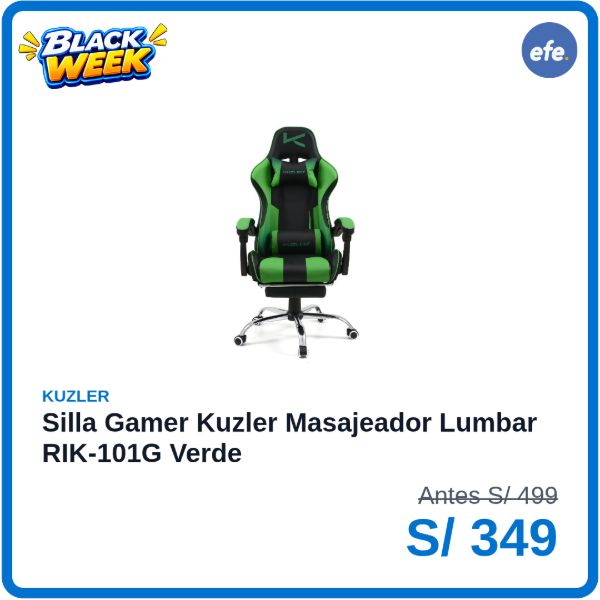 BLACK
WEEK
efe.
KUZLER
Silla Gamer Kuzler Masajeador Lumbar
RIK-101G Verde
Antes S/ 499
S/ 349